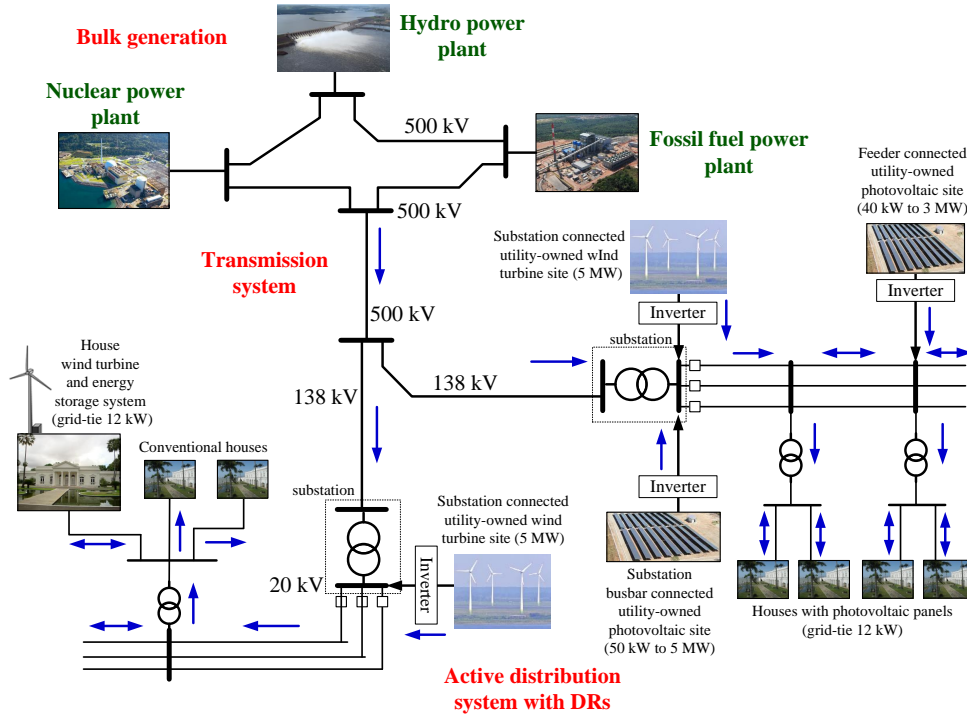 Bulk generation
Hydro power
plant
Nuclear power
plant
500 kV
Fossil fuel power
plant
500 kV
Transmission
system
500 kV
Substation connected
utility-owned wInd
turbine site (5 MW)
Inverter
Feeder connected
utility-owned
photovoltaic site
(40 kW to 3 MW)
Inverter
substation
138 kV
138 kV
House
wind turbine
and energy
storage system
(grid-tie 12 kW)
Conventional houses
substation
20 kV
Substation connected
utility-owned wind
turbine site (5 MW)
Inverter
Inverter
Substation
busbar connected
utility-owned
photovoltaic site
(50 kW to 5 MW)
Houses with photovoltaic panels
(grid-tie 12 kW)
Active distribution
system with DRs